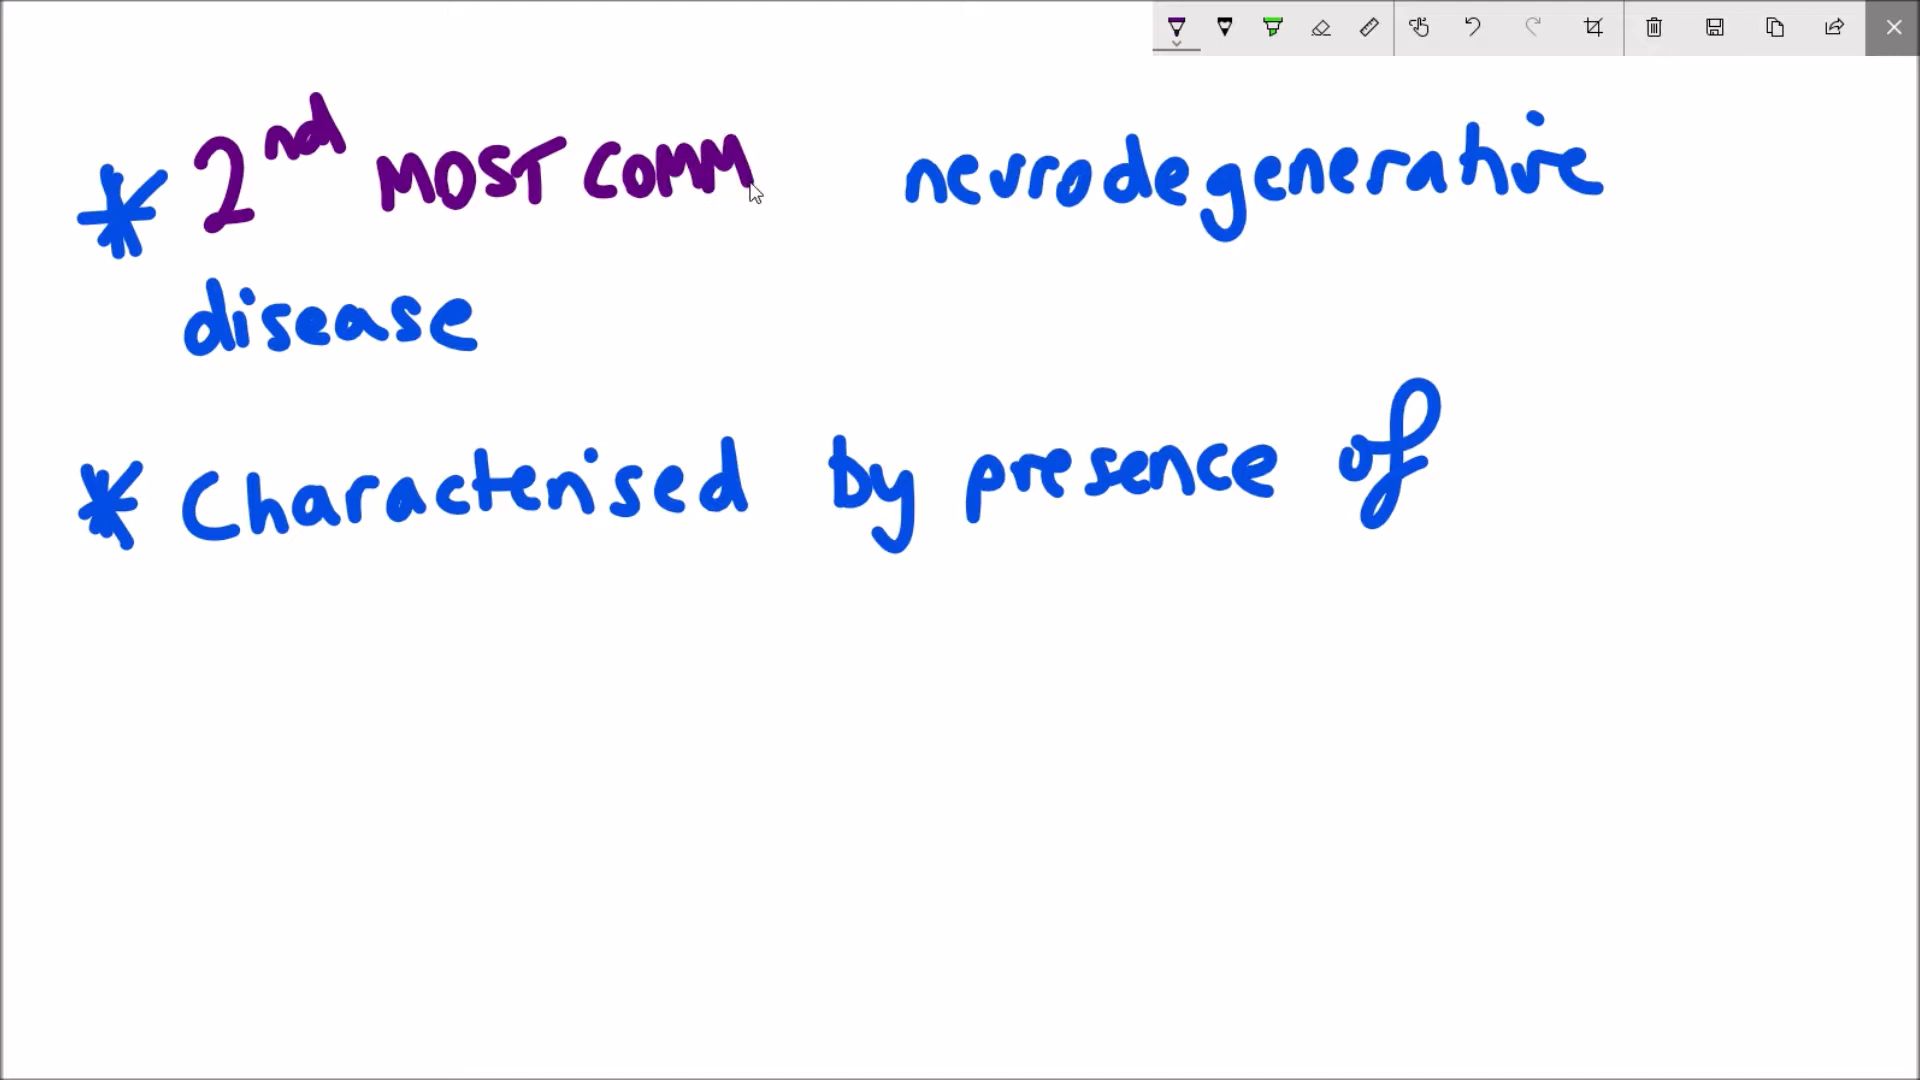 * 2nd MOST COMM neurodegenerative
disease
* Characterised by presence of